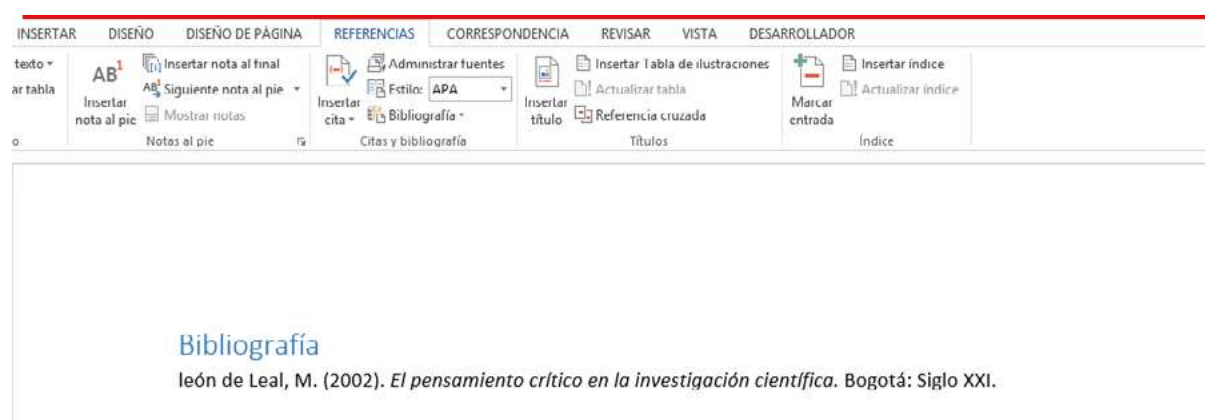 INSERTAR DISEÑO DISEÑO DE PÁGINA REFERENCIAS CORRESPONDENCIA REVISAR VISTA DESARROLLADOR
texto
ar tabla
AB1
Insertar
nota al pie
Insertar nota al final
AB1 Siguiente nota al pie
Mostrar notas
o
Notas al pie
Insertar
cita
Administrar fuentes
Estilo: APA
Bibliografía
Citas y bibliografía
Insertar
título
Insertar Tabla de ilustraciones
Actualizar tabla
Referencia cruzada
Títulos
Marcar
entrada
Insertar índice
Actualizar índice
Índice
Bibliografía
león de Leal, M. (2002). El pensamiento crítico en la investigación científica. Bogotá: Siglo XXI.